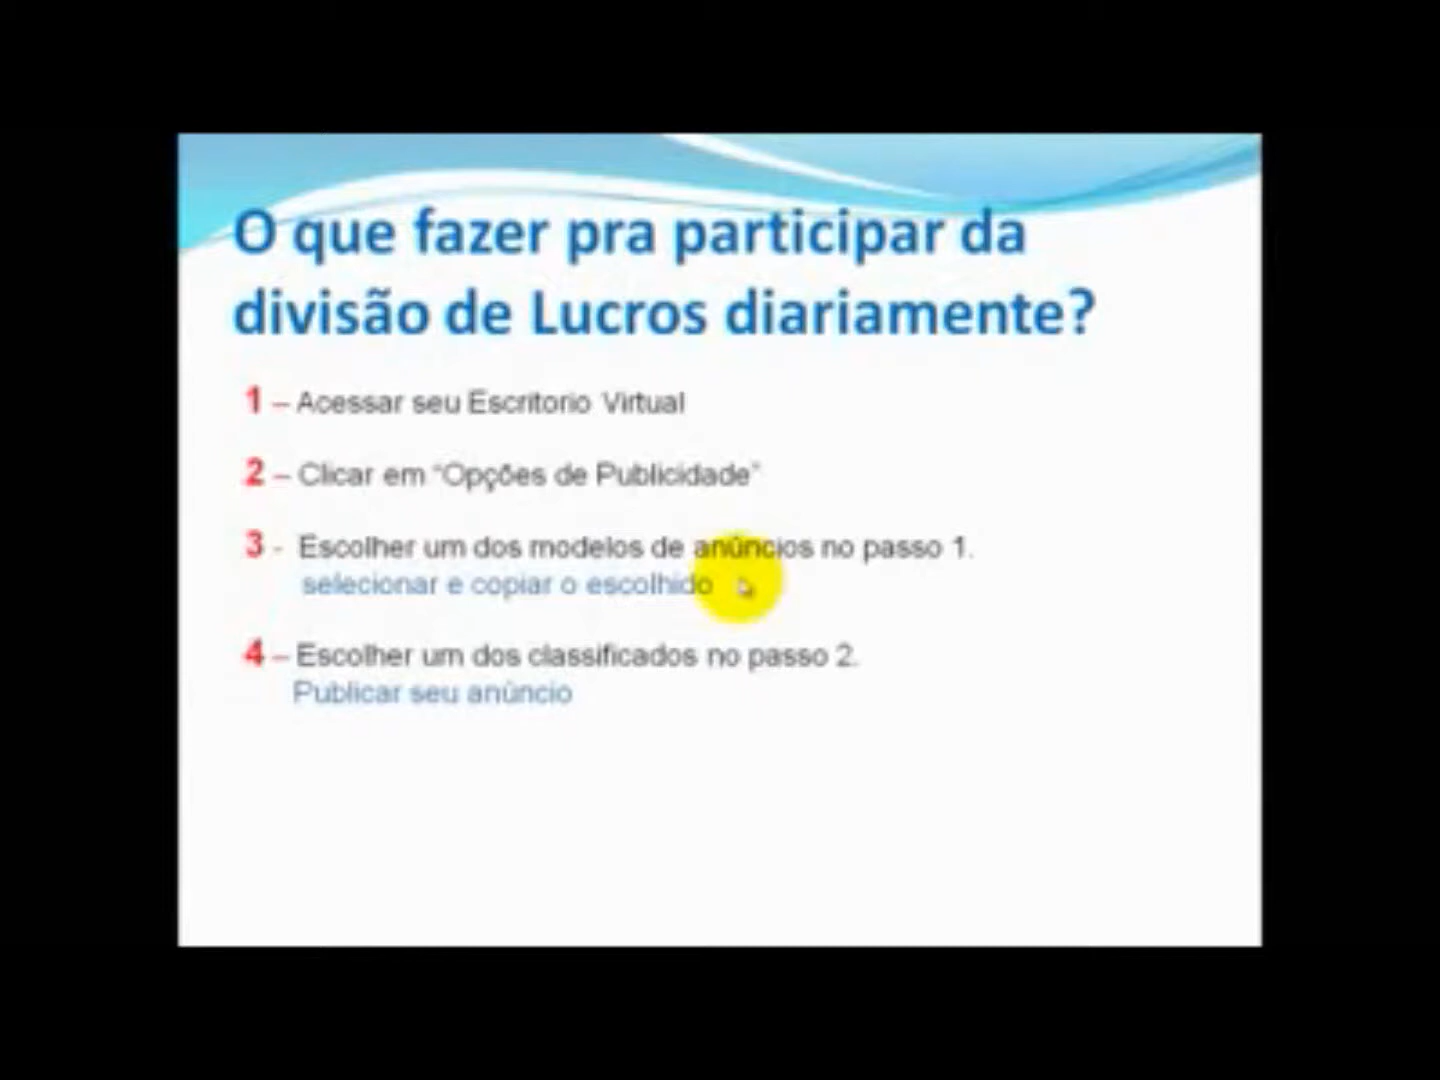 O que fazer pra participar da
divisão de Lucros diariamente?
1 – Acessar seu Escritorio Virtual
2 – Clicar em "Opções de Publicidade"
3 - Escolher um dos modelos de anúncios no passo 1.
selecionar e copiar o escolhido
4 – Escolher um dos classificados no passo 2.
Publicar seu anúncio